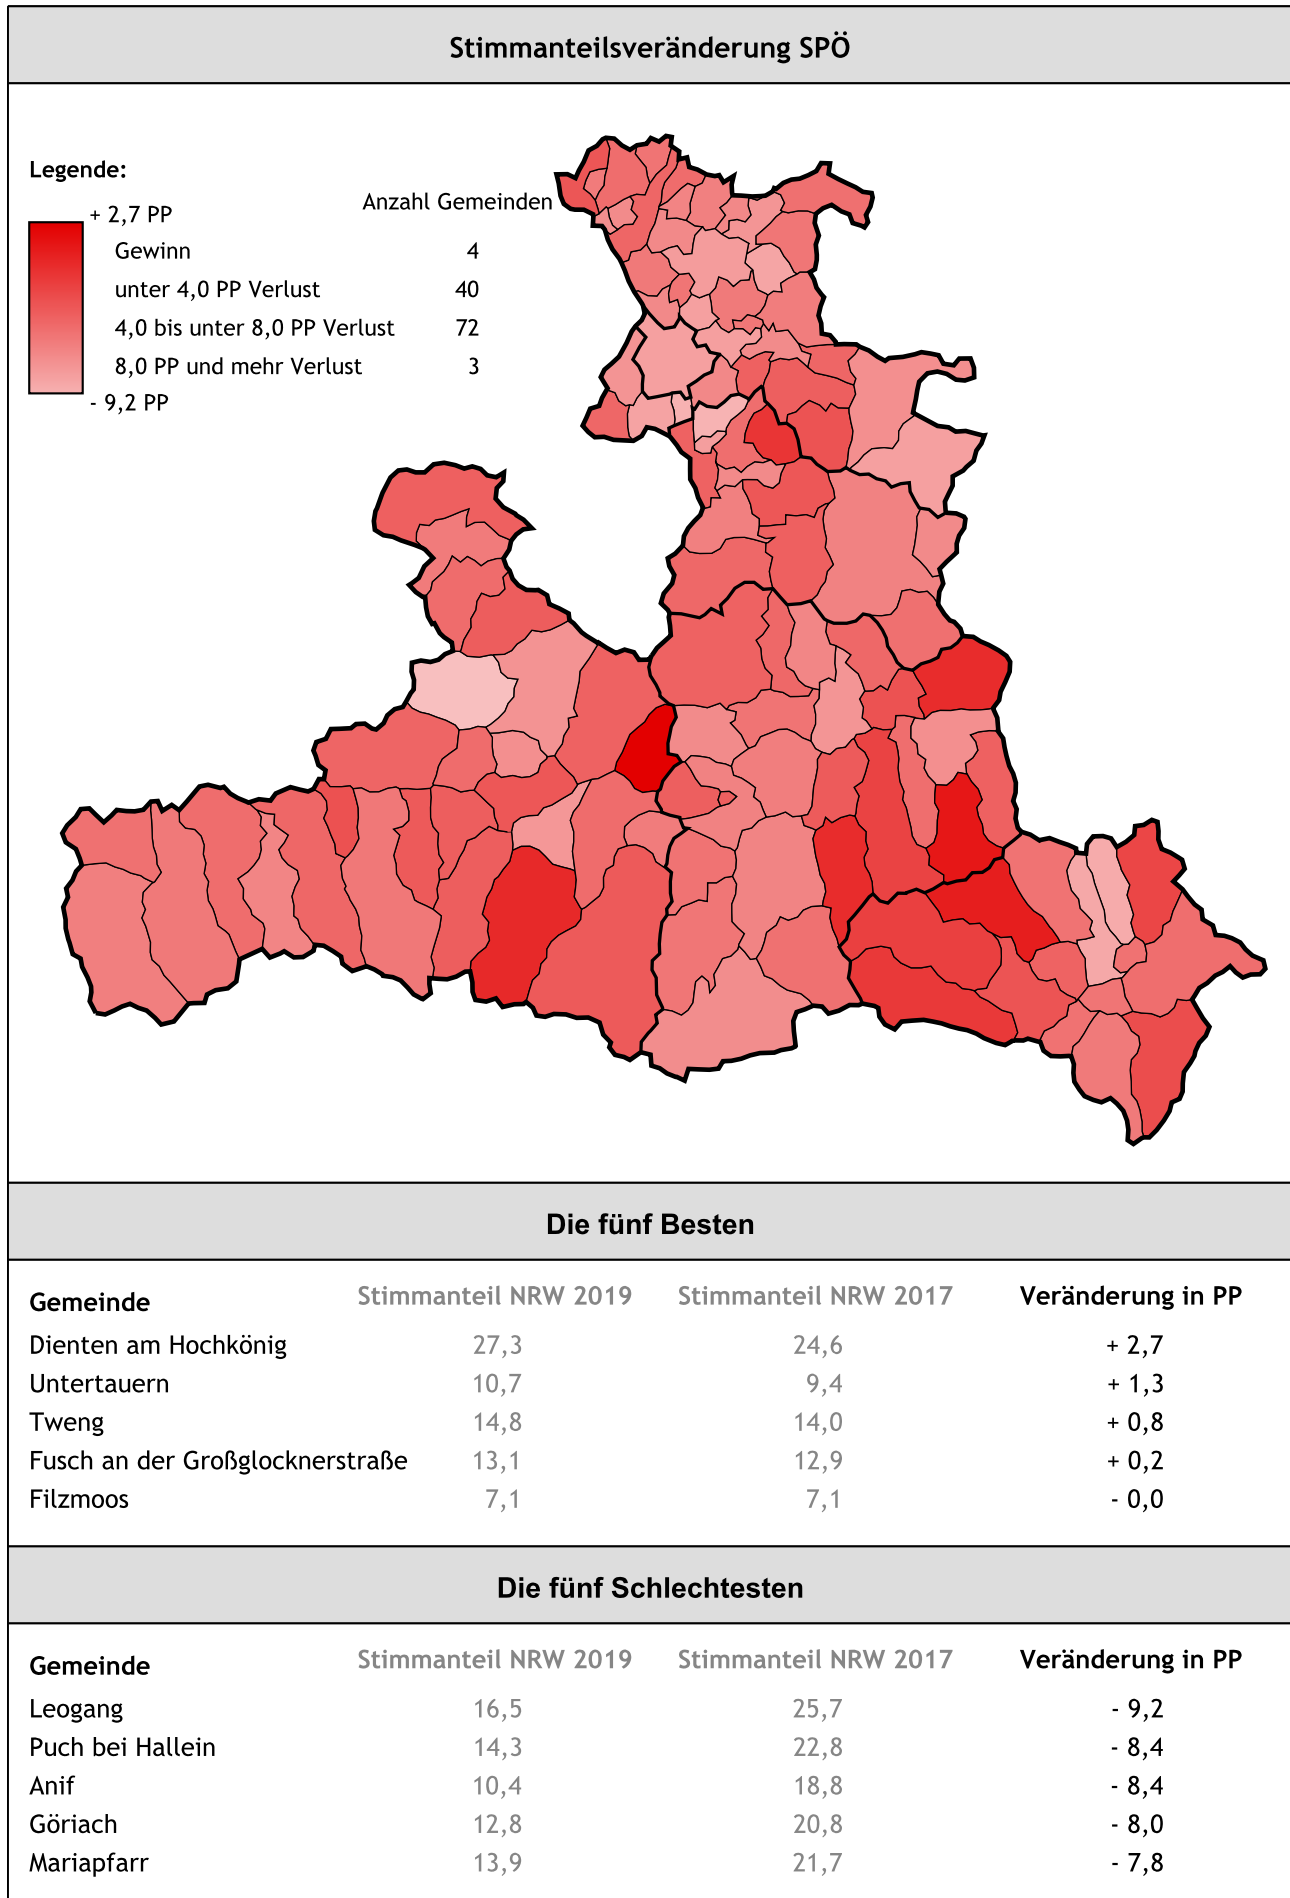 Stimmanteilsveränderung SPÖ
Legende:
Anzahl Gemeinden
+ 2,7 PP
Gewinn 4
unter 4,0 PP Verlust 40
4,0 bis unter 8,0 PP Verlust 72
8,0 PP und mehr Verlust 3
- 9,2 PP
Die fünf Besten
Gemeinde Stimmanteil NRW 2019 Stimmanteil NRW 2017 Veränderung in PP
Dienten am Hochkönig 27,3 24,6 + 2,7
Untertauern 10,7 9,4 + 1,3
Tweng 14,8 14,0 + 0,8
Fusch an der Großglocknerstraße 13,1 12,9 + 0,2
Filzmoos 7,1 7,1 - 0,0
Die fünf Schlechtesten
Gemeinde Stimmanteil NRW 2019 Stimmanteil NRW 2017 Veränderung in PP
Leogang 16,5 25,7 - 9,2
Puch bei Hallein 14,3 22,8 - 8,4
Anif 10,4 18,8 - 8,4
Göriach 12,8 20,8 - 8,0
Mariapfarr 13,9 21,7 - 7,8